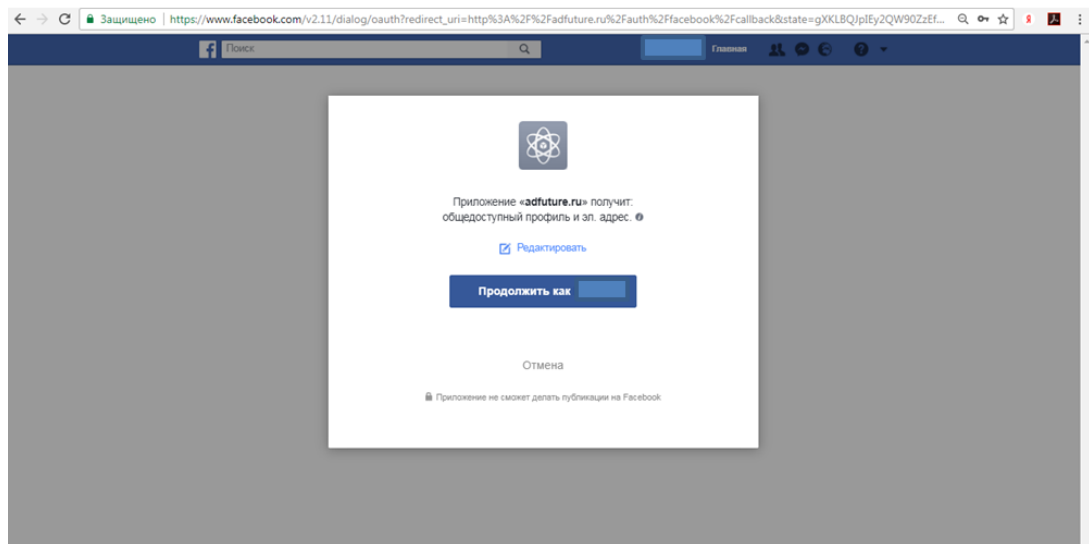 Защищено | https://www.facebook.com/v2.11/dialog/oauth?redirect_uri=http%3A%2F%2Fadfuture.ru%2Fauth%2Ffacebook%2Fcallback&state=gXKLBQJpIEy2QW90ZzEf...
Поиск
Главная
Приложение «adfuture.ru» получит:
общедоступный профиль и эл. адрес.
Редактировать
Продолжить как
Отмена
Приложение не сможет делать публикации на Facebook